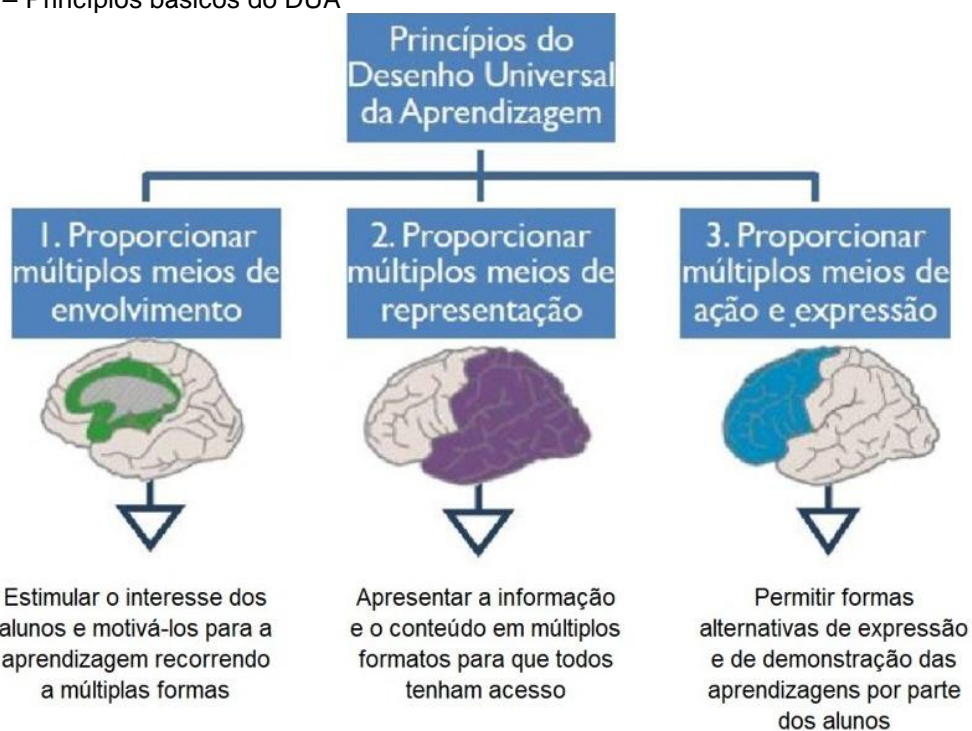 – Princípios básicos do DUA
Princípios do
Desenho Universal
da Aprendizagem
1. Proporcionar
múltiplos meios de
envolvimento
2. Proporcionar
múltiplos meios de
representação
3. Proporcionar
múltiplos meios de
ação e expressão
Estimular o interesse dos
alunos e motivá-los para a
aprendizagem recorrendo
a múltiplas formas
Apresentar a informação
e o conteúdo em múltiplos
formatos para que todos
tenham acesso
Permitir formas
alternativas de expressão
e de demonstração das
aprendizagens por parte
dos alunos